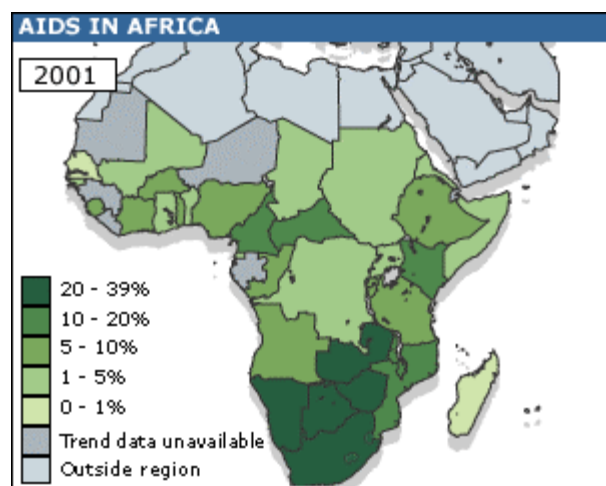 AIDS IN AFRICA
2001
20 - 39%
10 - 20%
5 - 10%
1 - 5%
0 - 1%
Trend data unavailable
Outside region